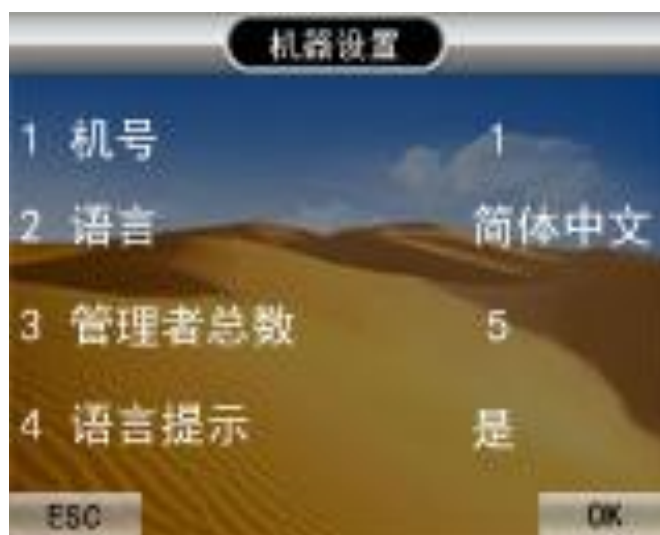 机器设置
1 机号 1
2 语言 简体中文
3 管理者总数 5
4 语言提示 是
ESC OK